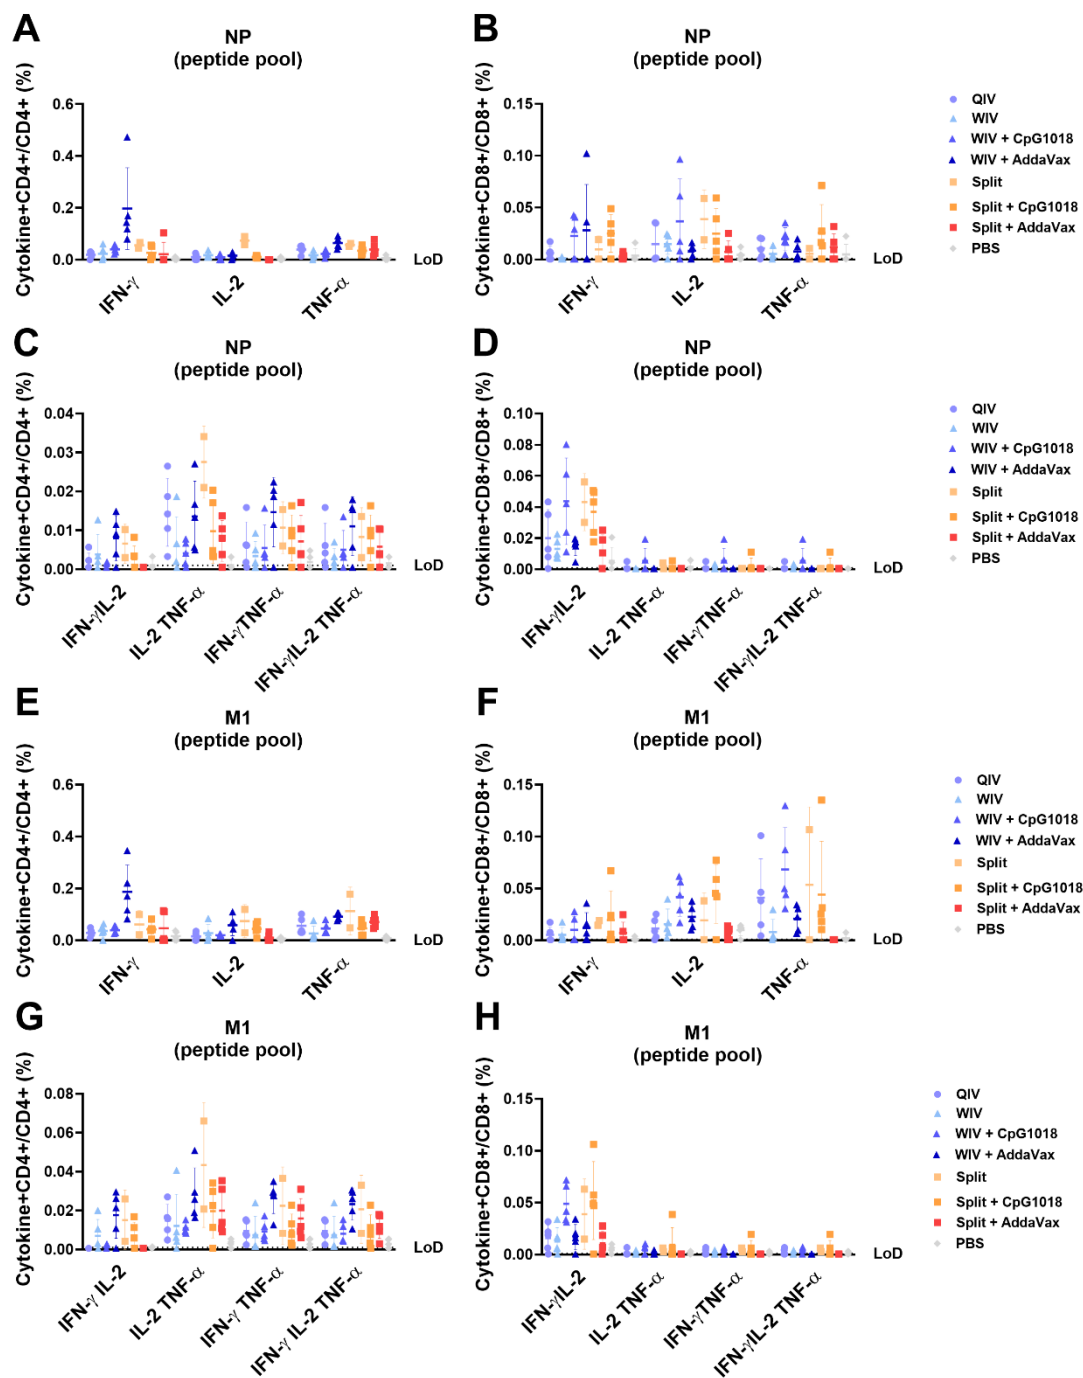 A
NP
(peptide pool)
Cytokine+CD4+/CD4+ (%)
0.6
0.4
0.2
0.0
LoD
IFN-γ
IL-2
TNF-α
B
NP
(peptide pool)
Cytokine+CD8+/CD8+ (%)
0.15
0.10
0.05
0.00
LoD
IFN-γ
IL-2
TNF-α
QIV
WIV
WIV + CpG1018
WIV + AddaVax
Split
Split + CpG1018
Split + AddaVax
PBS
C
NP
(peptide pool)
Cytokine+CD4+/CD4+ (%)
0.04
0.03
0.02
0.01
0.00
LoD
IFN-γ/IL-2
IL-2 TNF-α
IFN-γ/TNF-α
IFN-γ/IL-2 TNF-α
D
NP
(peptide pool)
Cytokine+CD8+/CD8+ (%)
0.10
0.08
0.06
0.04
0.02
0.00
LoD
IFN-γ/IL-2
IL-2 TNF-α
IFN-γ/TNF-α
IFN-γ/IL-2 TNF-α
QIV
WIV
WIV + CpG1018
WIV + AddaVax
Split
Split + CpG1018
Split + AddaVax
PBS
E
M1
(peptide pool)
Cytokine+CD4+/CD4+ (%)
0.6
0.4
0.2
0.0
LoD
IFN-γ
IL-2
TNF-α
F
M1
(peptide pool)
Cytokine+CD8+/CD8+ (%)
0.15
0.10
0.05
0.00
LoD
IFN-γ
IL-2
TNF-α
QIV
WIV
WIV + CpG1018
WIV + AddaVax
Split
Split + CpG1018
Split + AddaVax
PBS
G
M1
(peptide pool)
Cytokine+CD4+/CD4+ (%)
0.08
0.06
0.04
0.02
0.00
LoD
IFN-γ IL-2
IL-2 TNF-α
IFN-γ TNF-α
IFN-γ IL-2 TNF-α
H
M1
(peptide pool)
Cytokine+CD8+/CD8+ (%)
0.15
0.10
0.05
0.00
LoD
IFN-γ/IL-2
IL-2 TNF-α
IFN-γ/TNF-α
IFN-γ/IL-2 TNF-α
QIV
WIV
WIV + CpG1018
WIV + AddaVax
Split
Split + CpG1018
Split + AddaVax
PBS